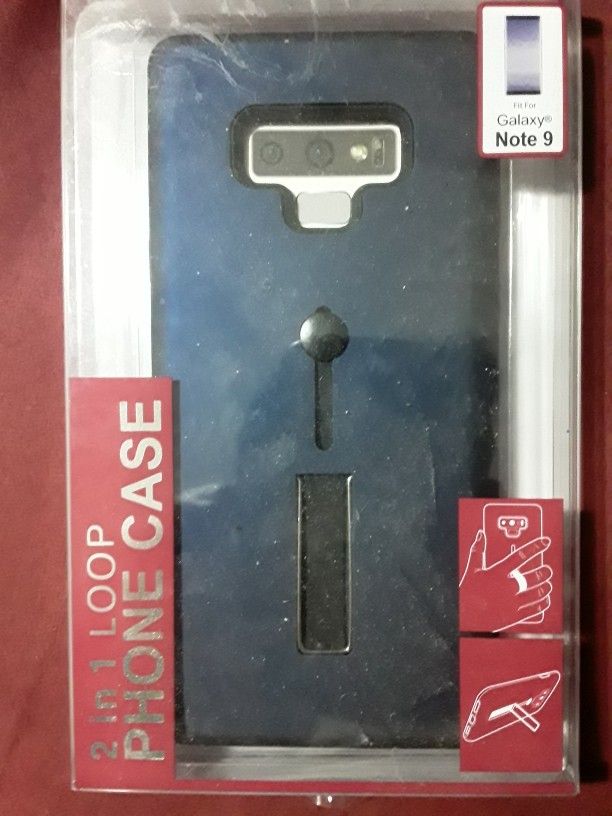 Fit For
Galaxy®
Note 9
2 in 1 LOOP
PHONE CASE